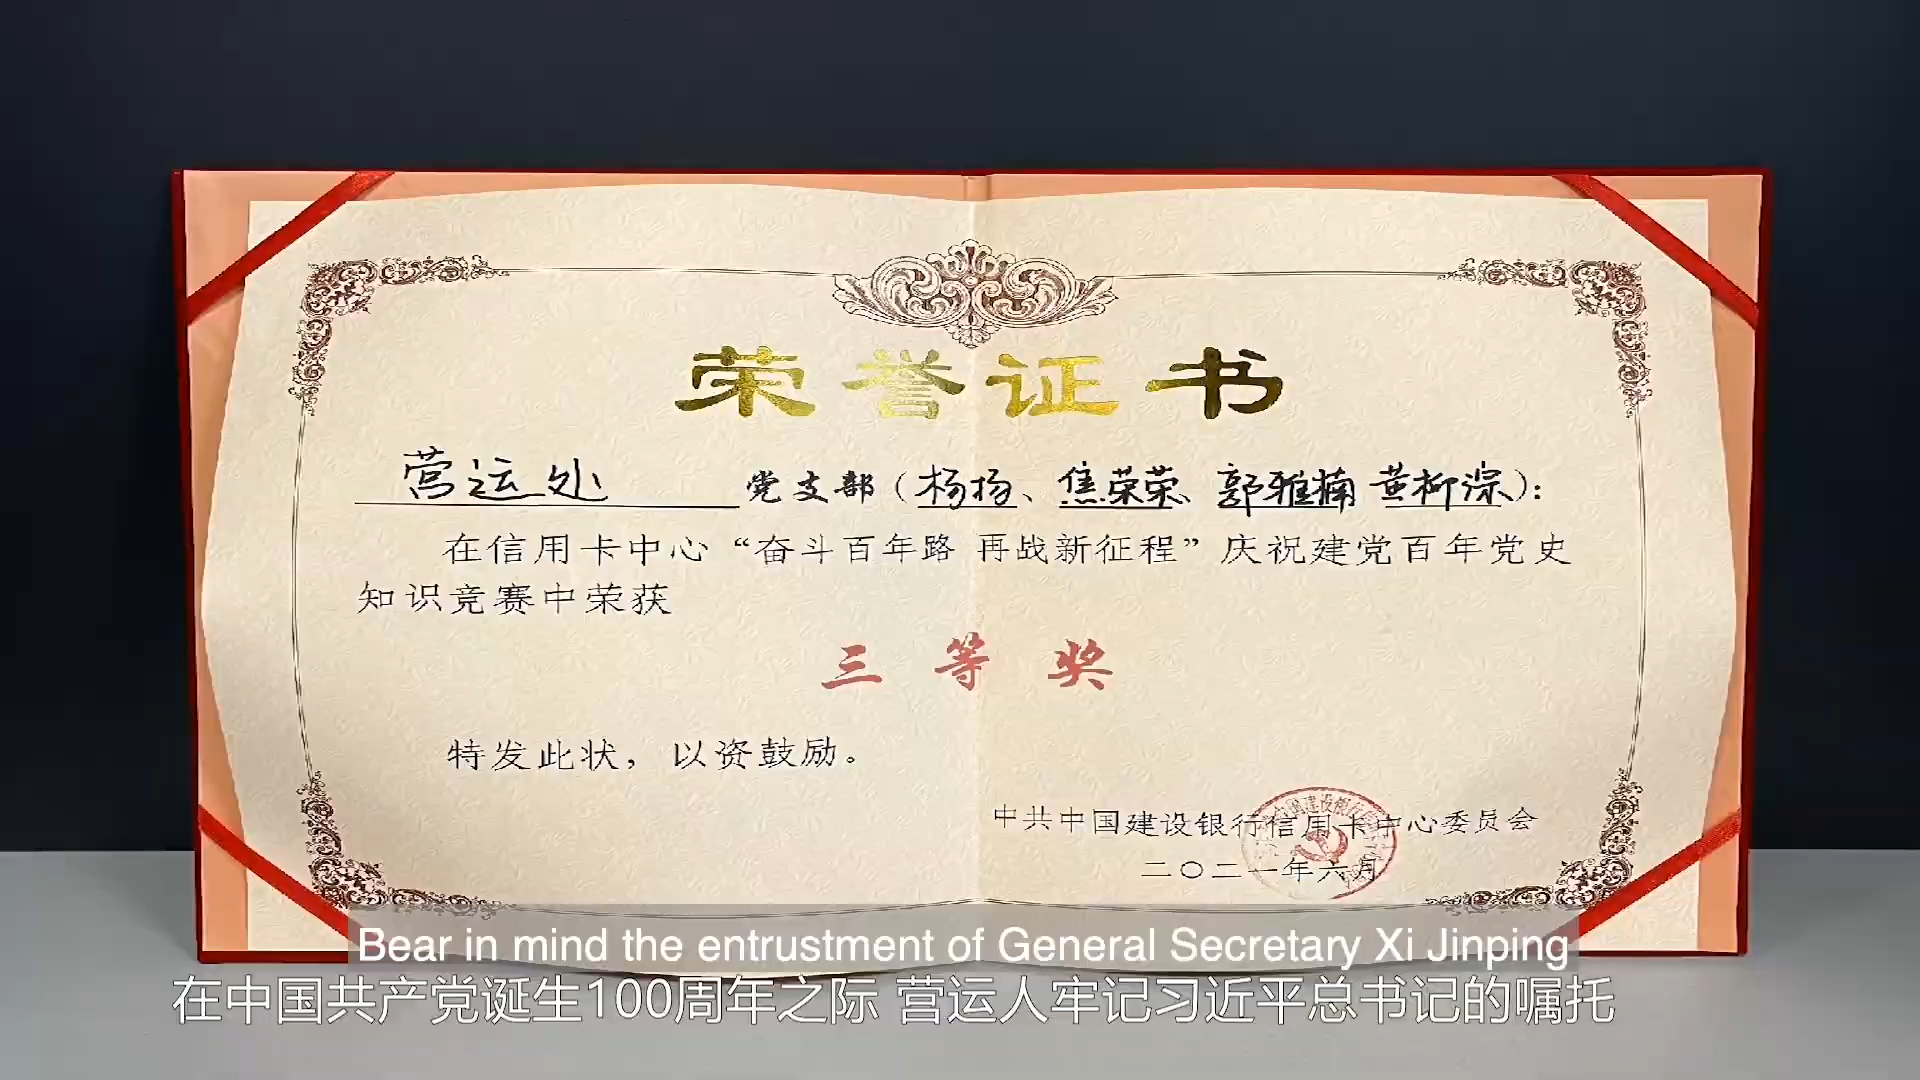 荣誉证书
营运处 党支部（杨扬、焦荣荣、郭雅楠 黄柳淙）：
在信用卡中心“奋斗百年路 再战新征程”庆祝建党百年党史
知识竞赛中荣获
三等奖
特发此状，以资鼓励。
中共中国建设银行信用卡中心委员会
二〇二一年六月
Bear in mind the entrustment of General Secretary Xi Jinping
在中国共产党诞生100周年之际 营运人牢记习近平总书记的嘱托